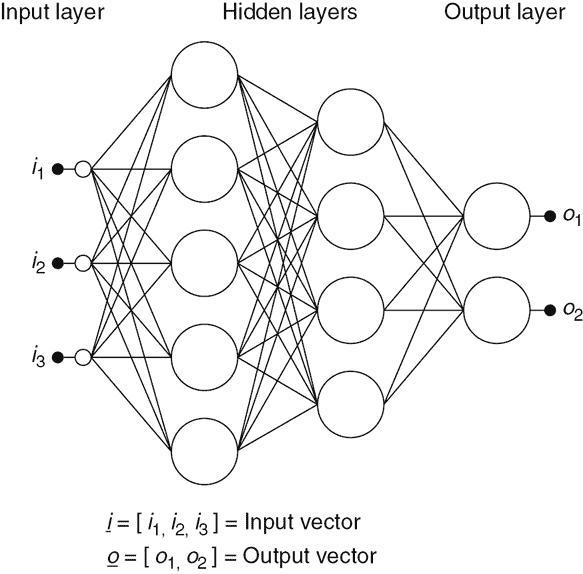 Input layer Hidden layers Output layer
i1
i2
i3
o1
o2
i = [ i1, i2, i3 ] = Input vector
o = [ o1, o2 ] = Output vector